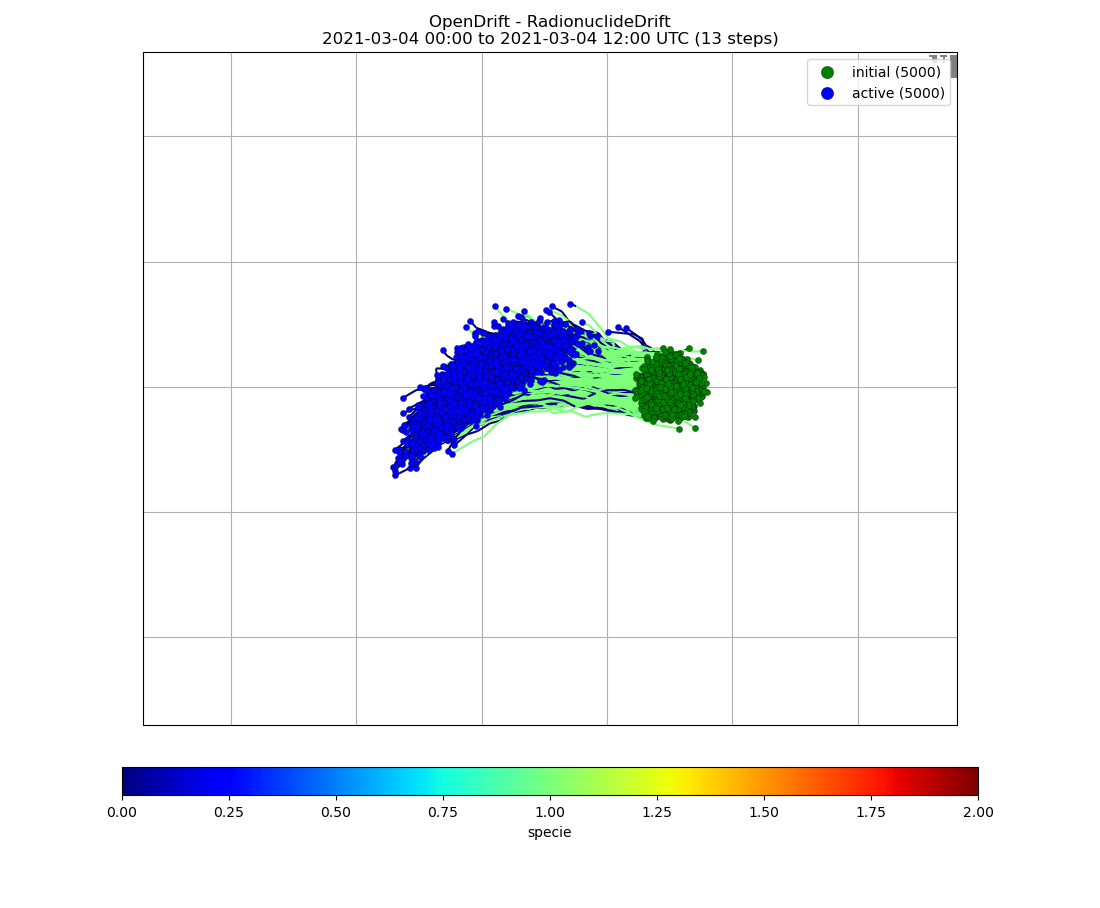 OpenDrift - RadionuclideDrift
2021-03-04 00:00 to 2021-03-04 12:00 UTC (13 steps)
initial (5000)
active (5000)
0.00 0.25 0.50 0.75 1.00 1.25 1.50 1.75 2.00
specie